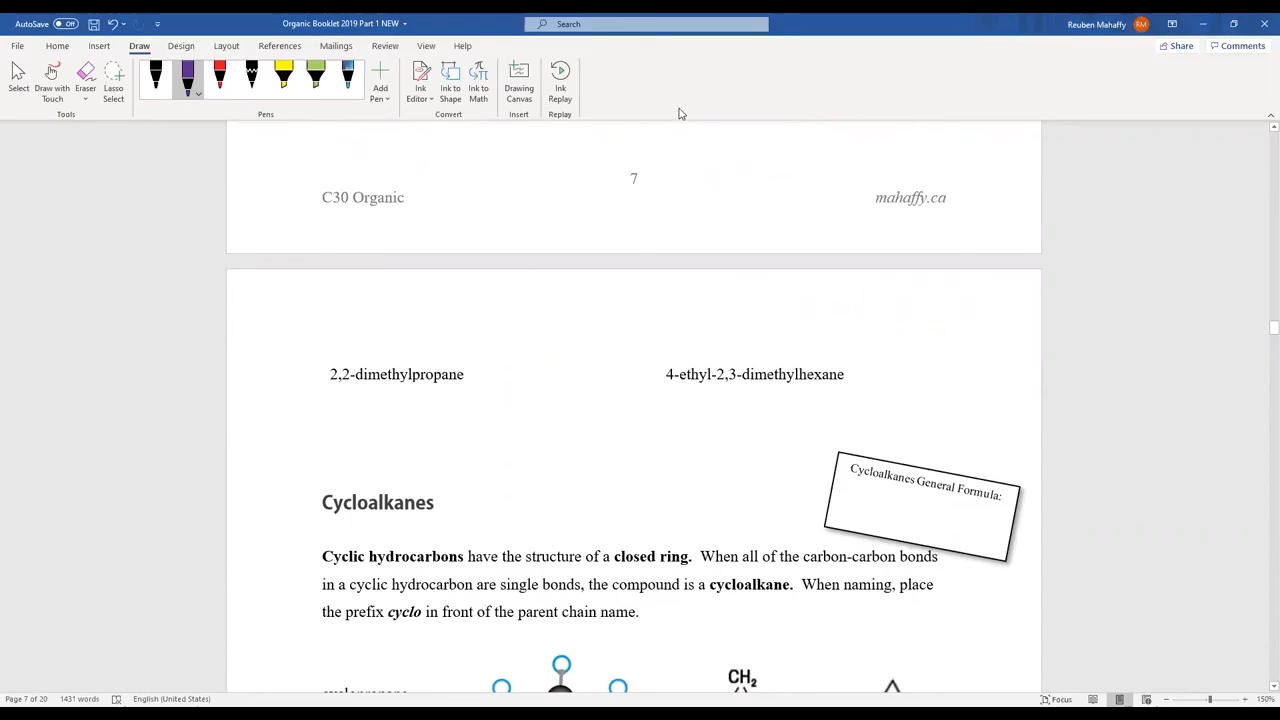 AutoSave Off
Organic Booklet 2019 Part 1 NEW
Search
Reuben Mahaffy RM
File Home Insert Draw Design Layout References Mailings Review View Help
Share Comments
Select
Draw with Touch
Eraser
Lasso Select
Add Pen
Ink Editor
Ink to Shape
Ink to Math
Drawing Canvas
Ink Replay
Tools Pens Convert Insert Replay
7
C30 Organic mahaffy.ca
2,2-dimethylpropane 4-ethyl-2,3-dimethylhexane
Cycloalkanes General Formula:
Cycloalkanes
Cyclic hydrocarbons have the structure of a closed ring. When all of the carbon-carbon bonds
in a cyclic hydrocarbon are single bonds, the compound is a cycloalkane. When naming, place
the prefix cyclo in front of the parent chain name.
CH2
cyclopropane
Page 7 of 20 1431 words English (United States) Focus 150%